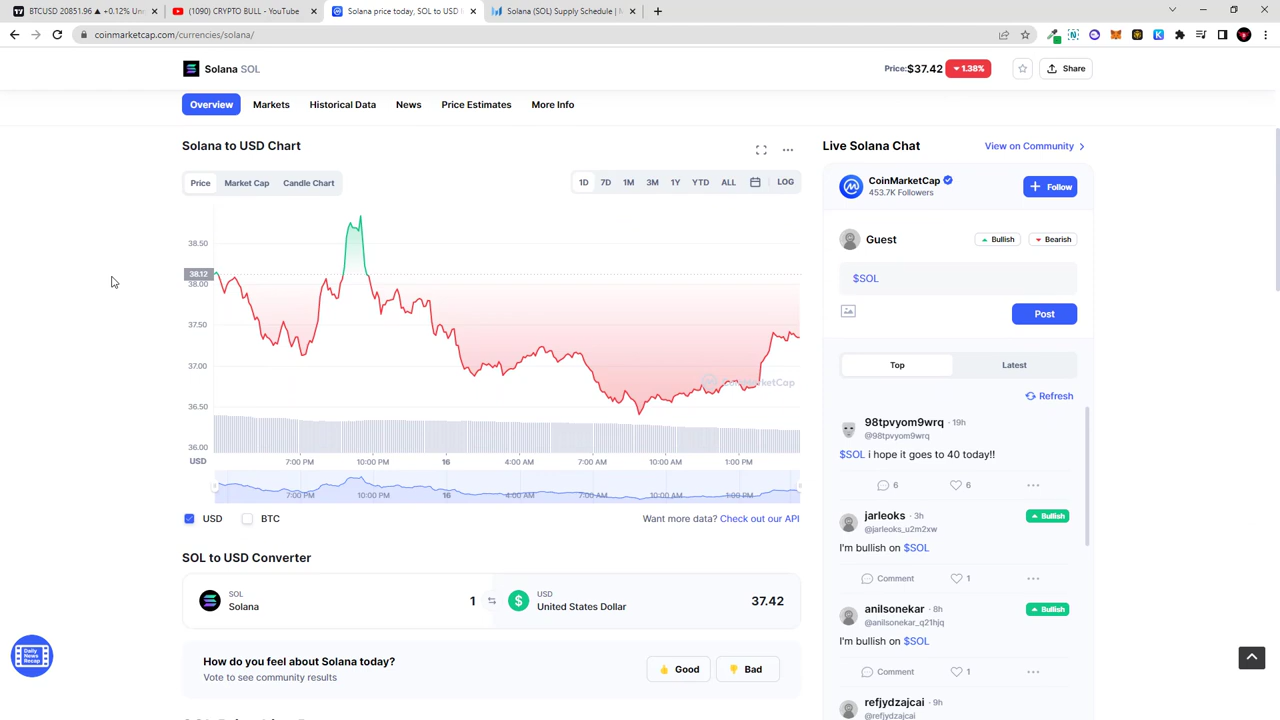 BTCUSD 20851.96 ▲ +0.12% Un
(1090) CRYPTO BULL - YouTube
Solana price today, SOL to USD
Solana (SOL) Supply Schedule |
coinmarketcap.com/currencies/solana/
Solana SOL
Price: $37.42 1.38%
Share
Overview
Markets
Historical Data
News
Price Estimates
More Info
Solana to USD Chart
Price
Market Cap
Candle Chart
1D
7D
1M
3M
1Y
YTD
ALL
LOG
38.50
38.12
38.00
37.50
37.00
36.50
36.00
CoinMarketCap
USD
7:00 PM
10:00 PM
16
4:00 AM
7:00 AM
10:00 AM
1:00 PM
7:00 PM
10:00 PM
16
4:00 AM
7:00 AM
10:00 AM
1:00 PM
USD
BTC
Want more data? Check out our API
SOL to USD Converter
SOL
Solana
1
USD
United States Dollar
37.42
How do you feel about Solana today?
Vote to see community results
Good
Bad
Daily
News
Recap
Live Solana Chat
View on Community
CoinMarketCap
453.7K Followers
Follow
Guest
Bullish
Bearish
$SOL
Post
Top
Latest
Refresh
98tpvyom9wrq · 19h
@98tpvyom9wrq
$SOL i hope it goes to 40 today!!
6
6
jarleoks · 3h
@jarleoks_u2m2xw
Bullish
I'm bullish on $SOL
Comment
1
anilsonekar · 8h
@anilsonekar_q21hjq
Bullish
I'm bullish on $SOL
Comment
1
refjydzajcai · 9h
@refjydzajcai